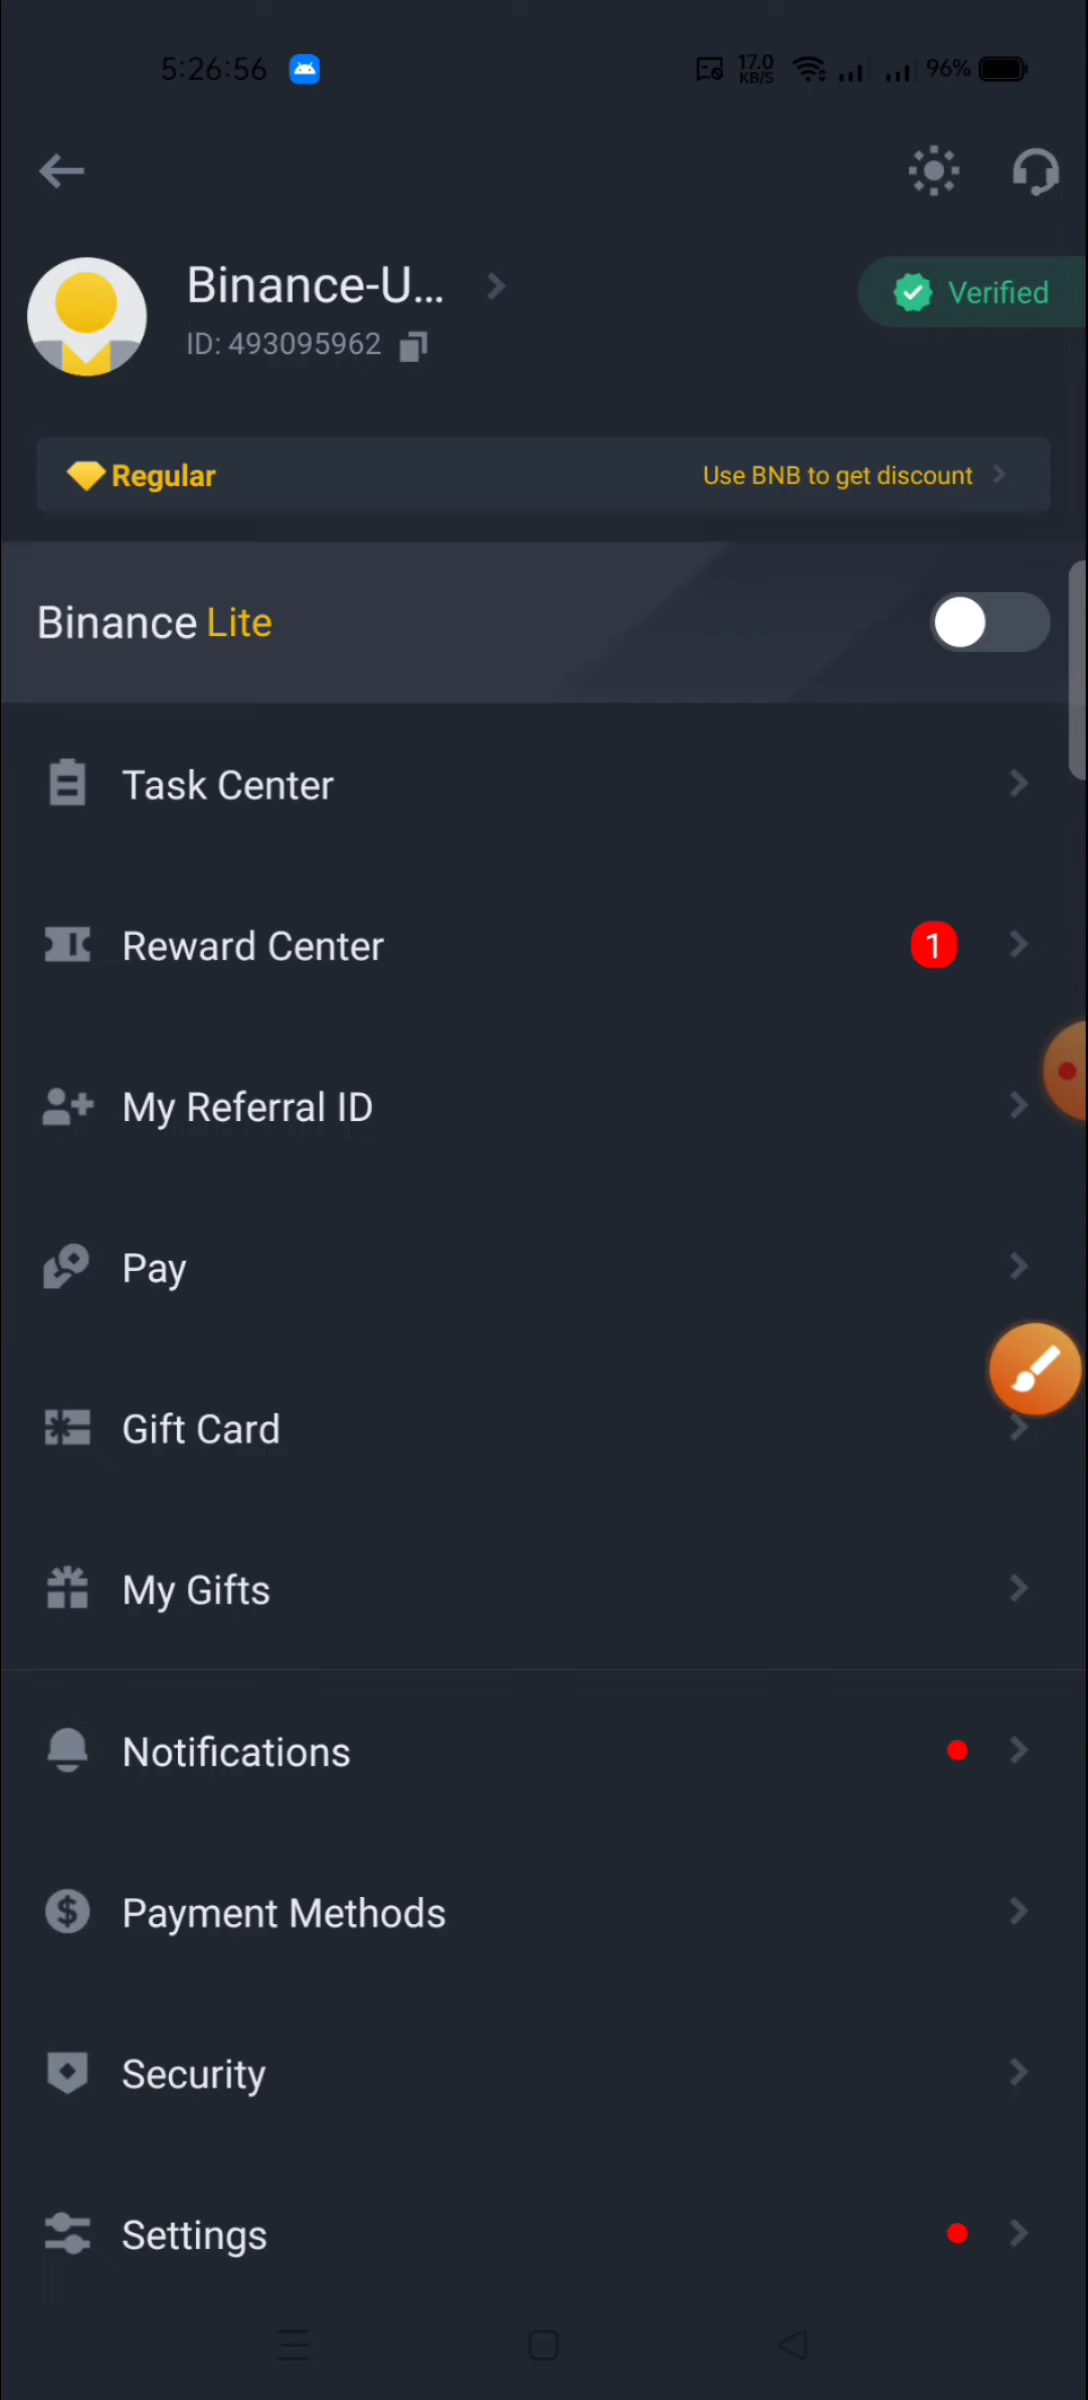 5:26:56
17.0
KB/S
96%
Binance-U...
ID: 493095962
Verified
Regular
Use BNB to get discount
Binance Lite
Task Center
Reward Center
1
My Referral ID
Pay
Gift Card
My Gifts
Notifications
Payment Methods
Security
Settings